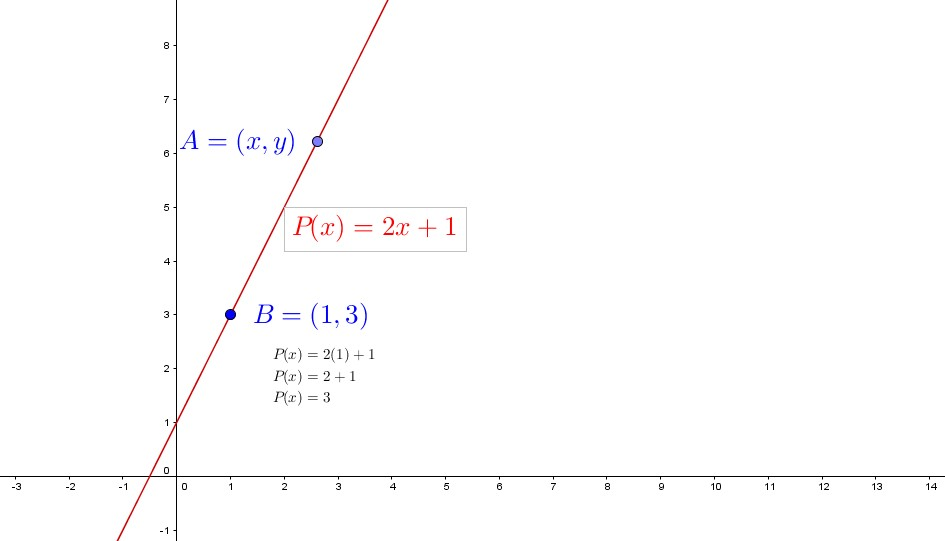 8
7
A = (x, y)
6
5
P(x) = 2x + 1
4
3
B = (1, 3)
P(x) = 2(1) + 1
2
P(x) = 2 + 1
P(x) = 3
1
0
-3 -2 -1 0 1 2 3 4 5 6 7 8 9 10 11 12 13 14
-1